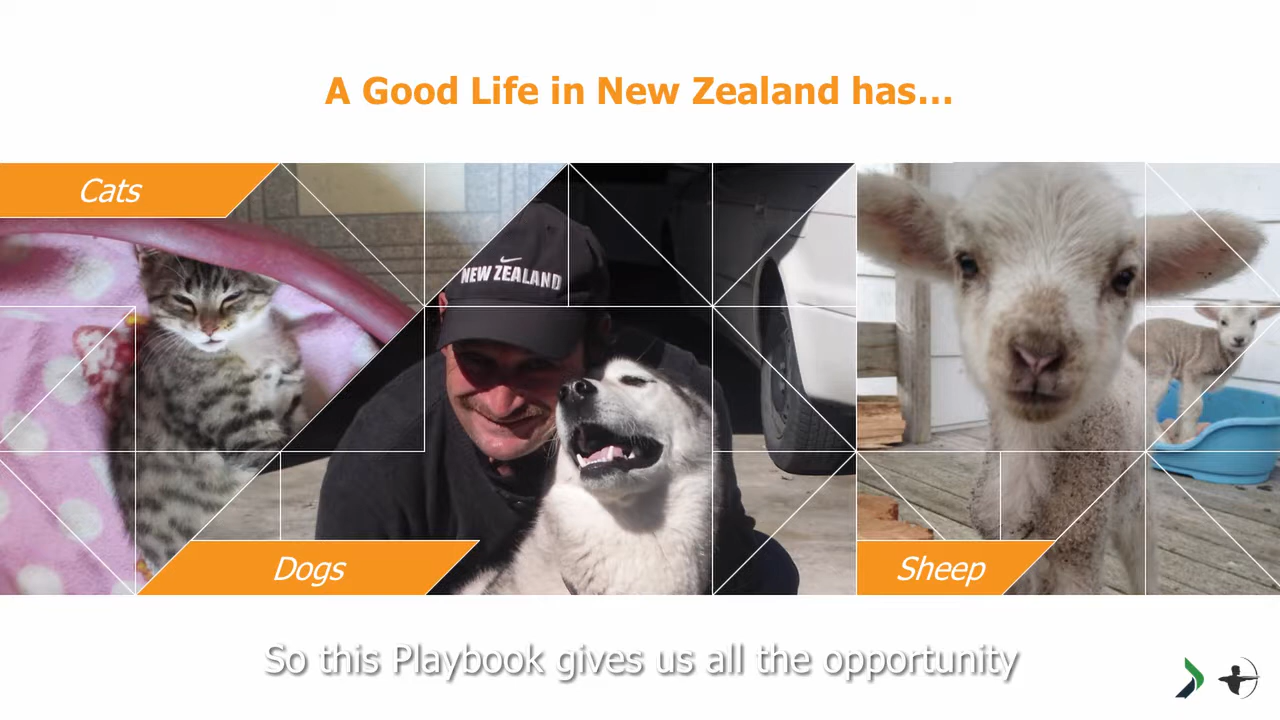 A Good Life in New Zealand has...
Cats
NEW ZEALAND
Dogs
Sheep
So this Playbook gives us all the opportunity